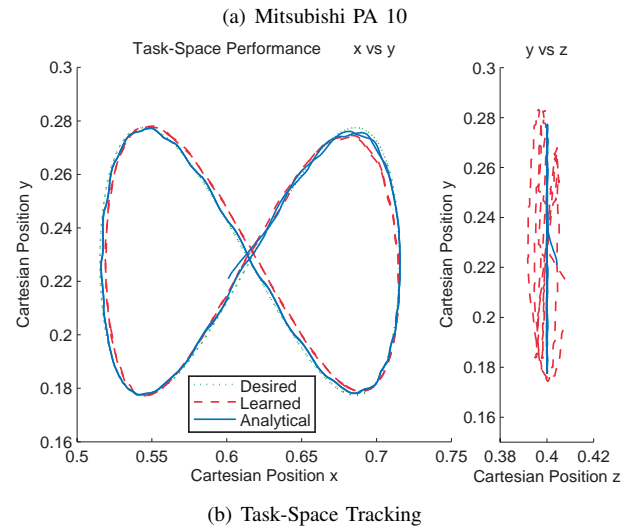 (a) Mitsubishi PA 10
Task-Space Performance x vs y
y vs z
0.3
0.28
0.26
0.24
0.22
0.2
0.18
0.16
Cartesian Position y
Desired
Learned
Analytical
0.5 0.55 0.6 0.65 0.7 0.75
Cartesian Position x
0.3
0.28
0.26
0.24
0.22
0.2
0.18
0.16
Cartesian Position y
0.38 0.4 0.42
Cartesian Position z
(b) Task-Space Tracking